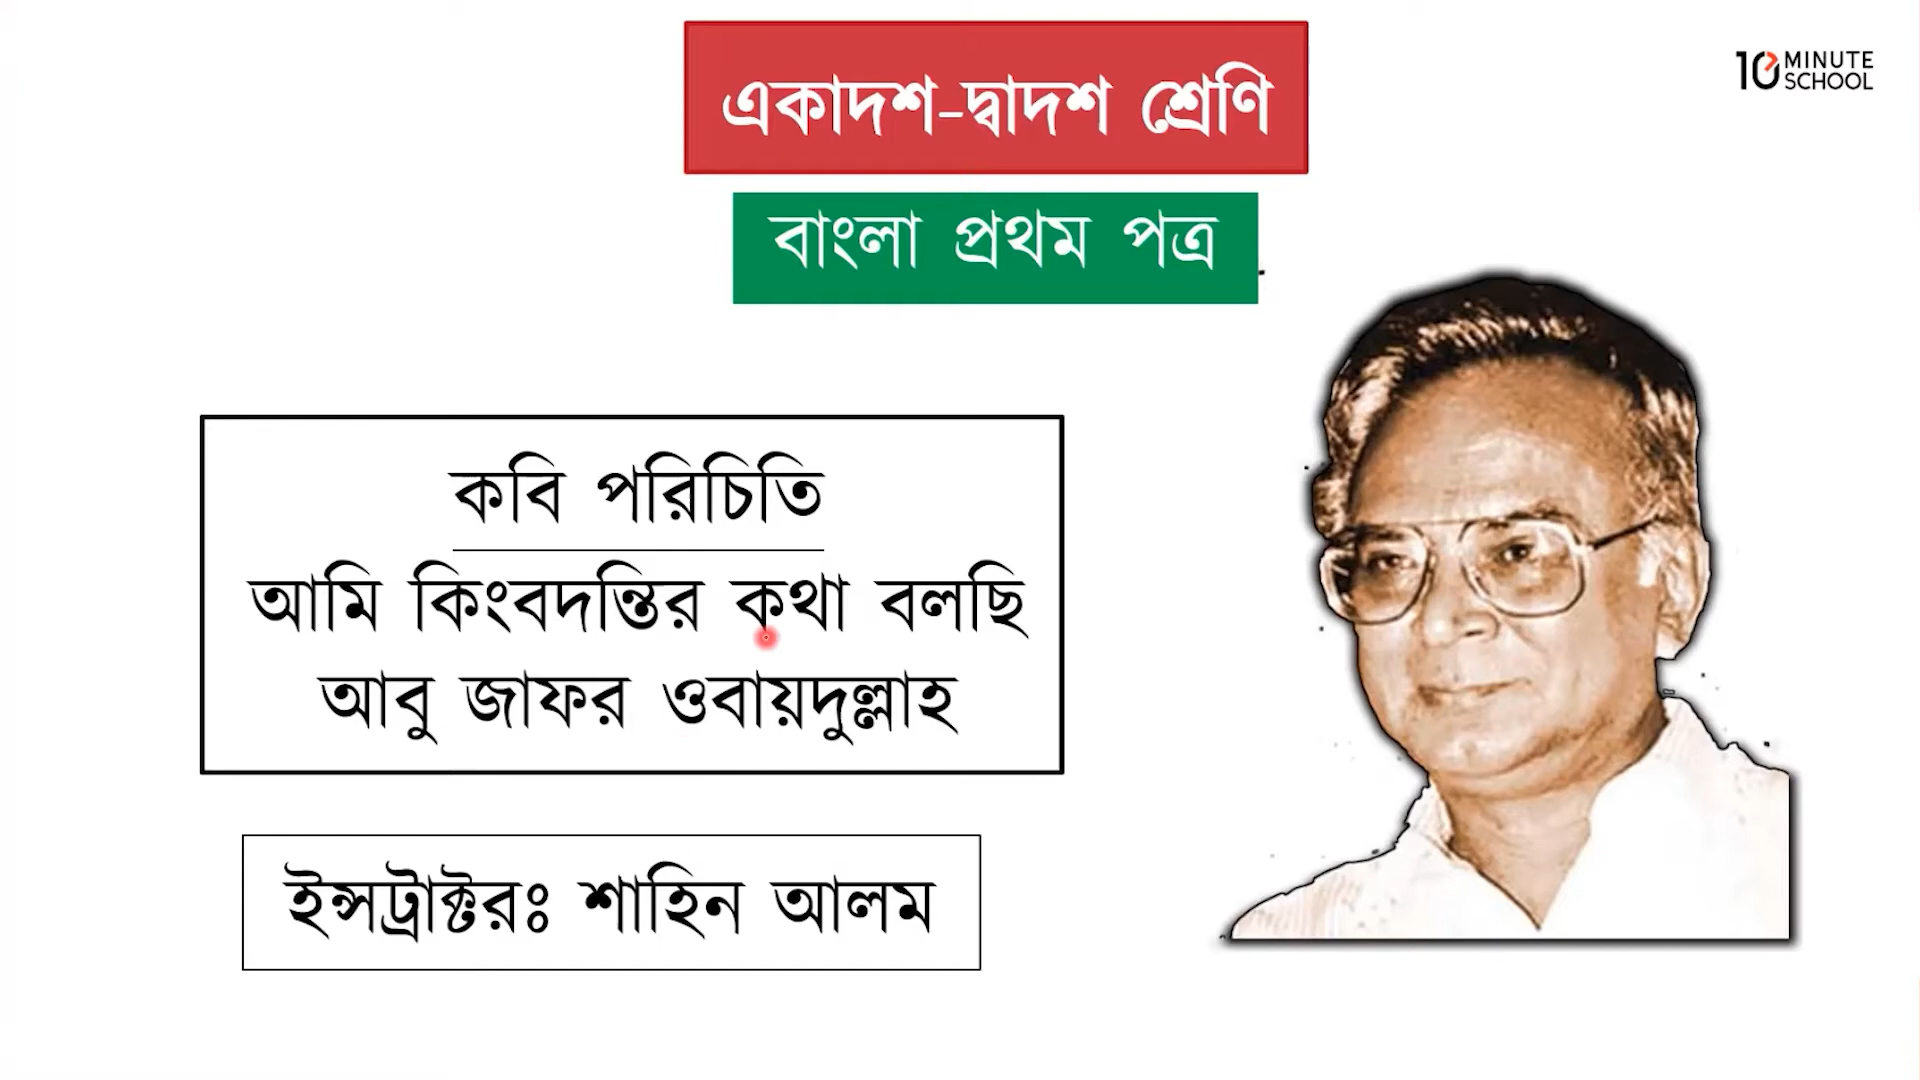 একাদশ-দ্বাদশ শ্রেণি
10 MINUTE SCHOOL
বাংলা প্রথম পত্র
কবি পরিচিতি
আমি কিংবদন্তির কথা বলছি
আবু জাফর ওবায়দুল্লাহ
ইন্সট্রাক্টরঃ শাহিন আলম